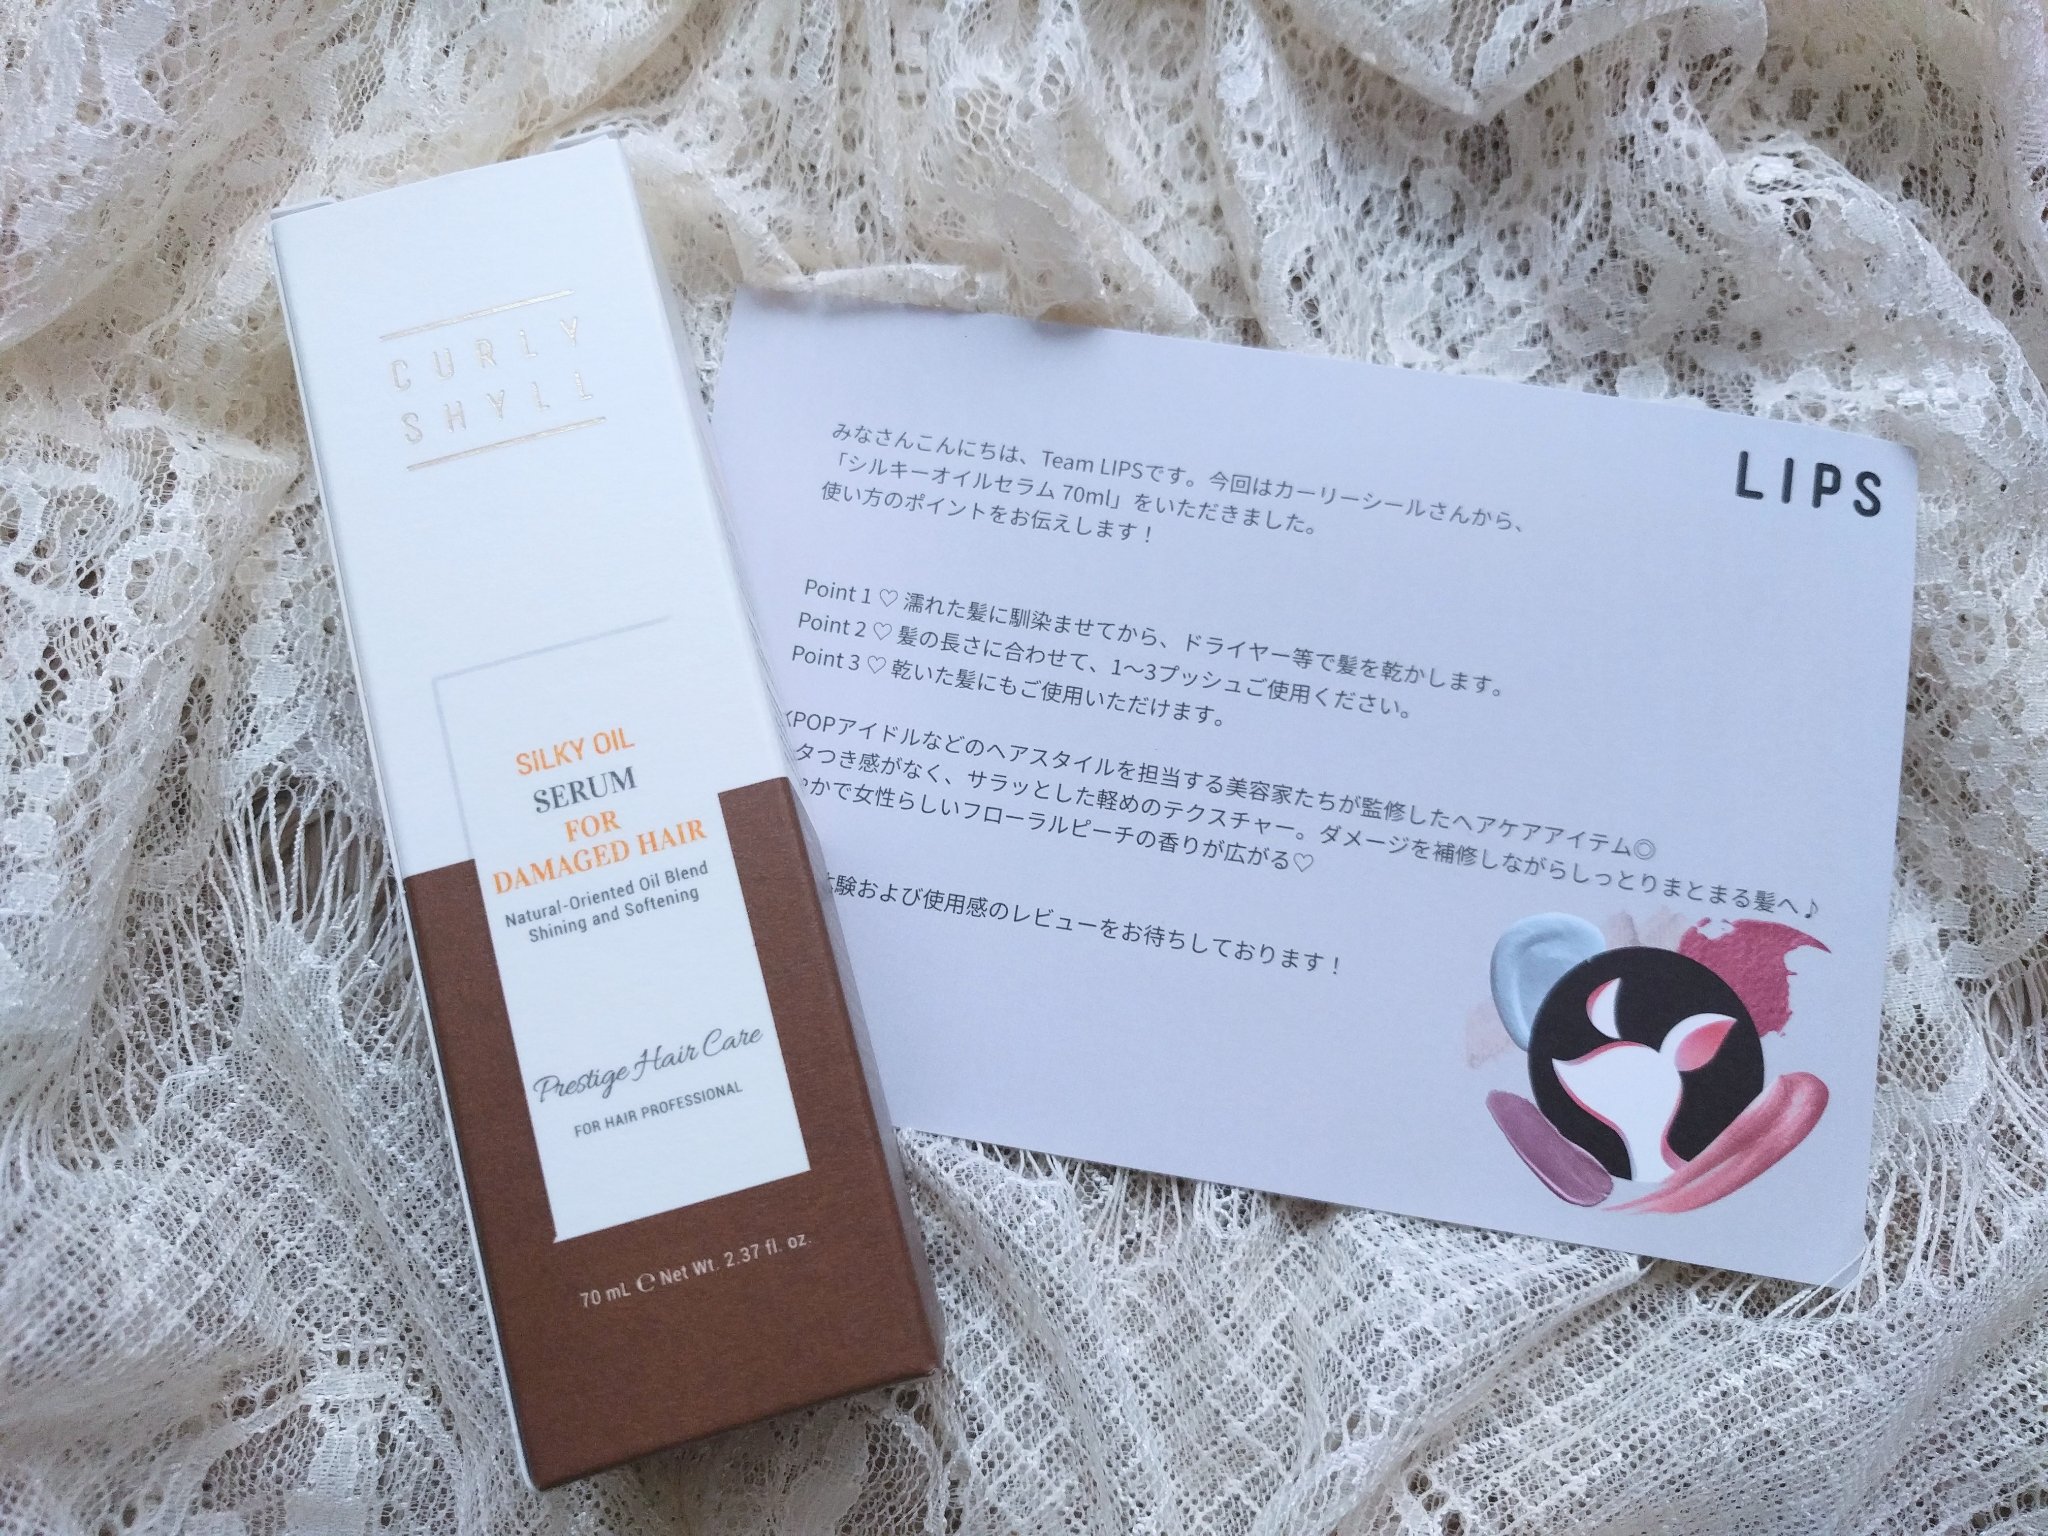 CURLY
SHYLL
SiLKY OIL
SERUM
FOR
DAMAGED HAIR
Natural-Oriented Oil Blend
Shining and Softening
Prestige Hair Care
FOR HAIR PROFESSIONAL
70 mL ℮ Net Wt. 2.37 fl. oz.
LIPS
みなさんこんにちは、Team LIPSです。今回はカーリーシールさんから、
「シルキーオイルセラム 70ml」をいただきました。
使い方のポイントをお伝えします！
Point 1 ♡ 濡れた髪に馴染ませてから、ドライヤー等で髪を乾かします。
Point 2 ♡ 髪の長さに合わせて、1～3プッシュご使用ください。
Point 3 ♡ 乾いた髪にもご使用いただけます。
KPOPアイドルなどのヘアスタイルを担当する美容家たちが監修したヘアケアアイテム◎
タつき感がなく、サラッとした軽めのテクスチャー。ダメージを補修しながらしっとりまとまる髪へ♪
かで女性らしいフローラルピーチの香りが広がる♡
験および使用感のレビューをお待ちしております！